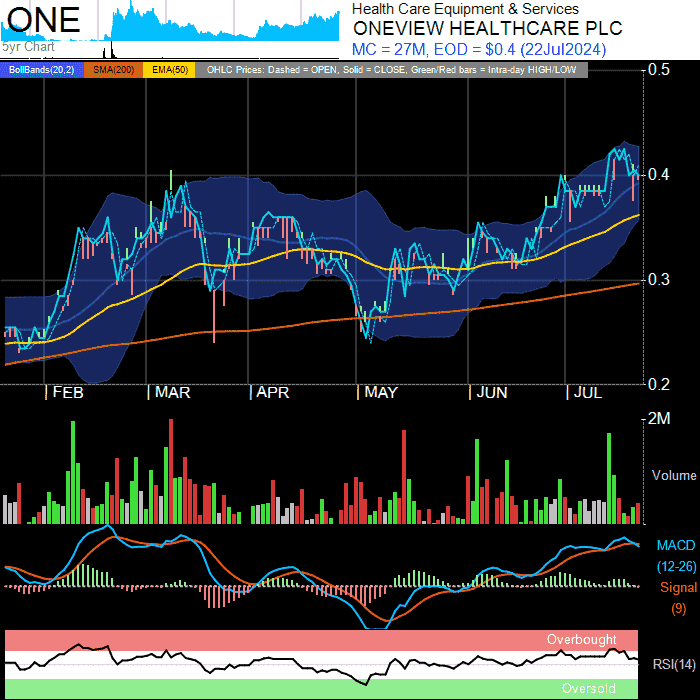 ONE
5yr Chart
Health Care Equipment & Services
ONEVIEW HEALTHCARE PLC
MC = 27M, EOD = $0.4 (22Jul2024)
BollBands(20,2) SMA(200) EMA(50) OHLC Prices: Dashed = OPEN, Solid = CLOSE, Green/Red bars = Intra-day HIGH/LOW
0.5
0.4
0.3
0.2
FEB MAR APR MAY JUN JUL
2M
Volume
MACD
(12-26)
Signal
(9)
Overbought
RSI(14)
Oversold